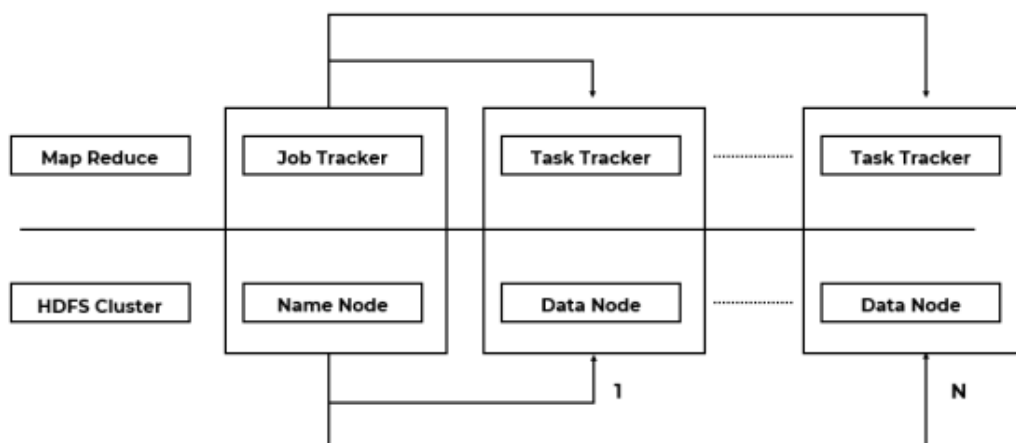 Map Reduce
Job Tracker
Task Tracker
Task Tracker
HDFS Cluster
Name Node
Data Node
Data Node
1
N